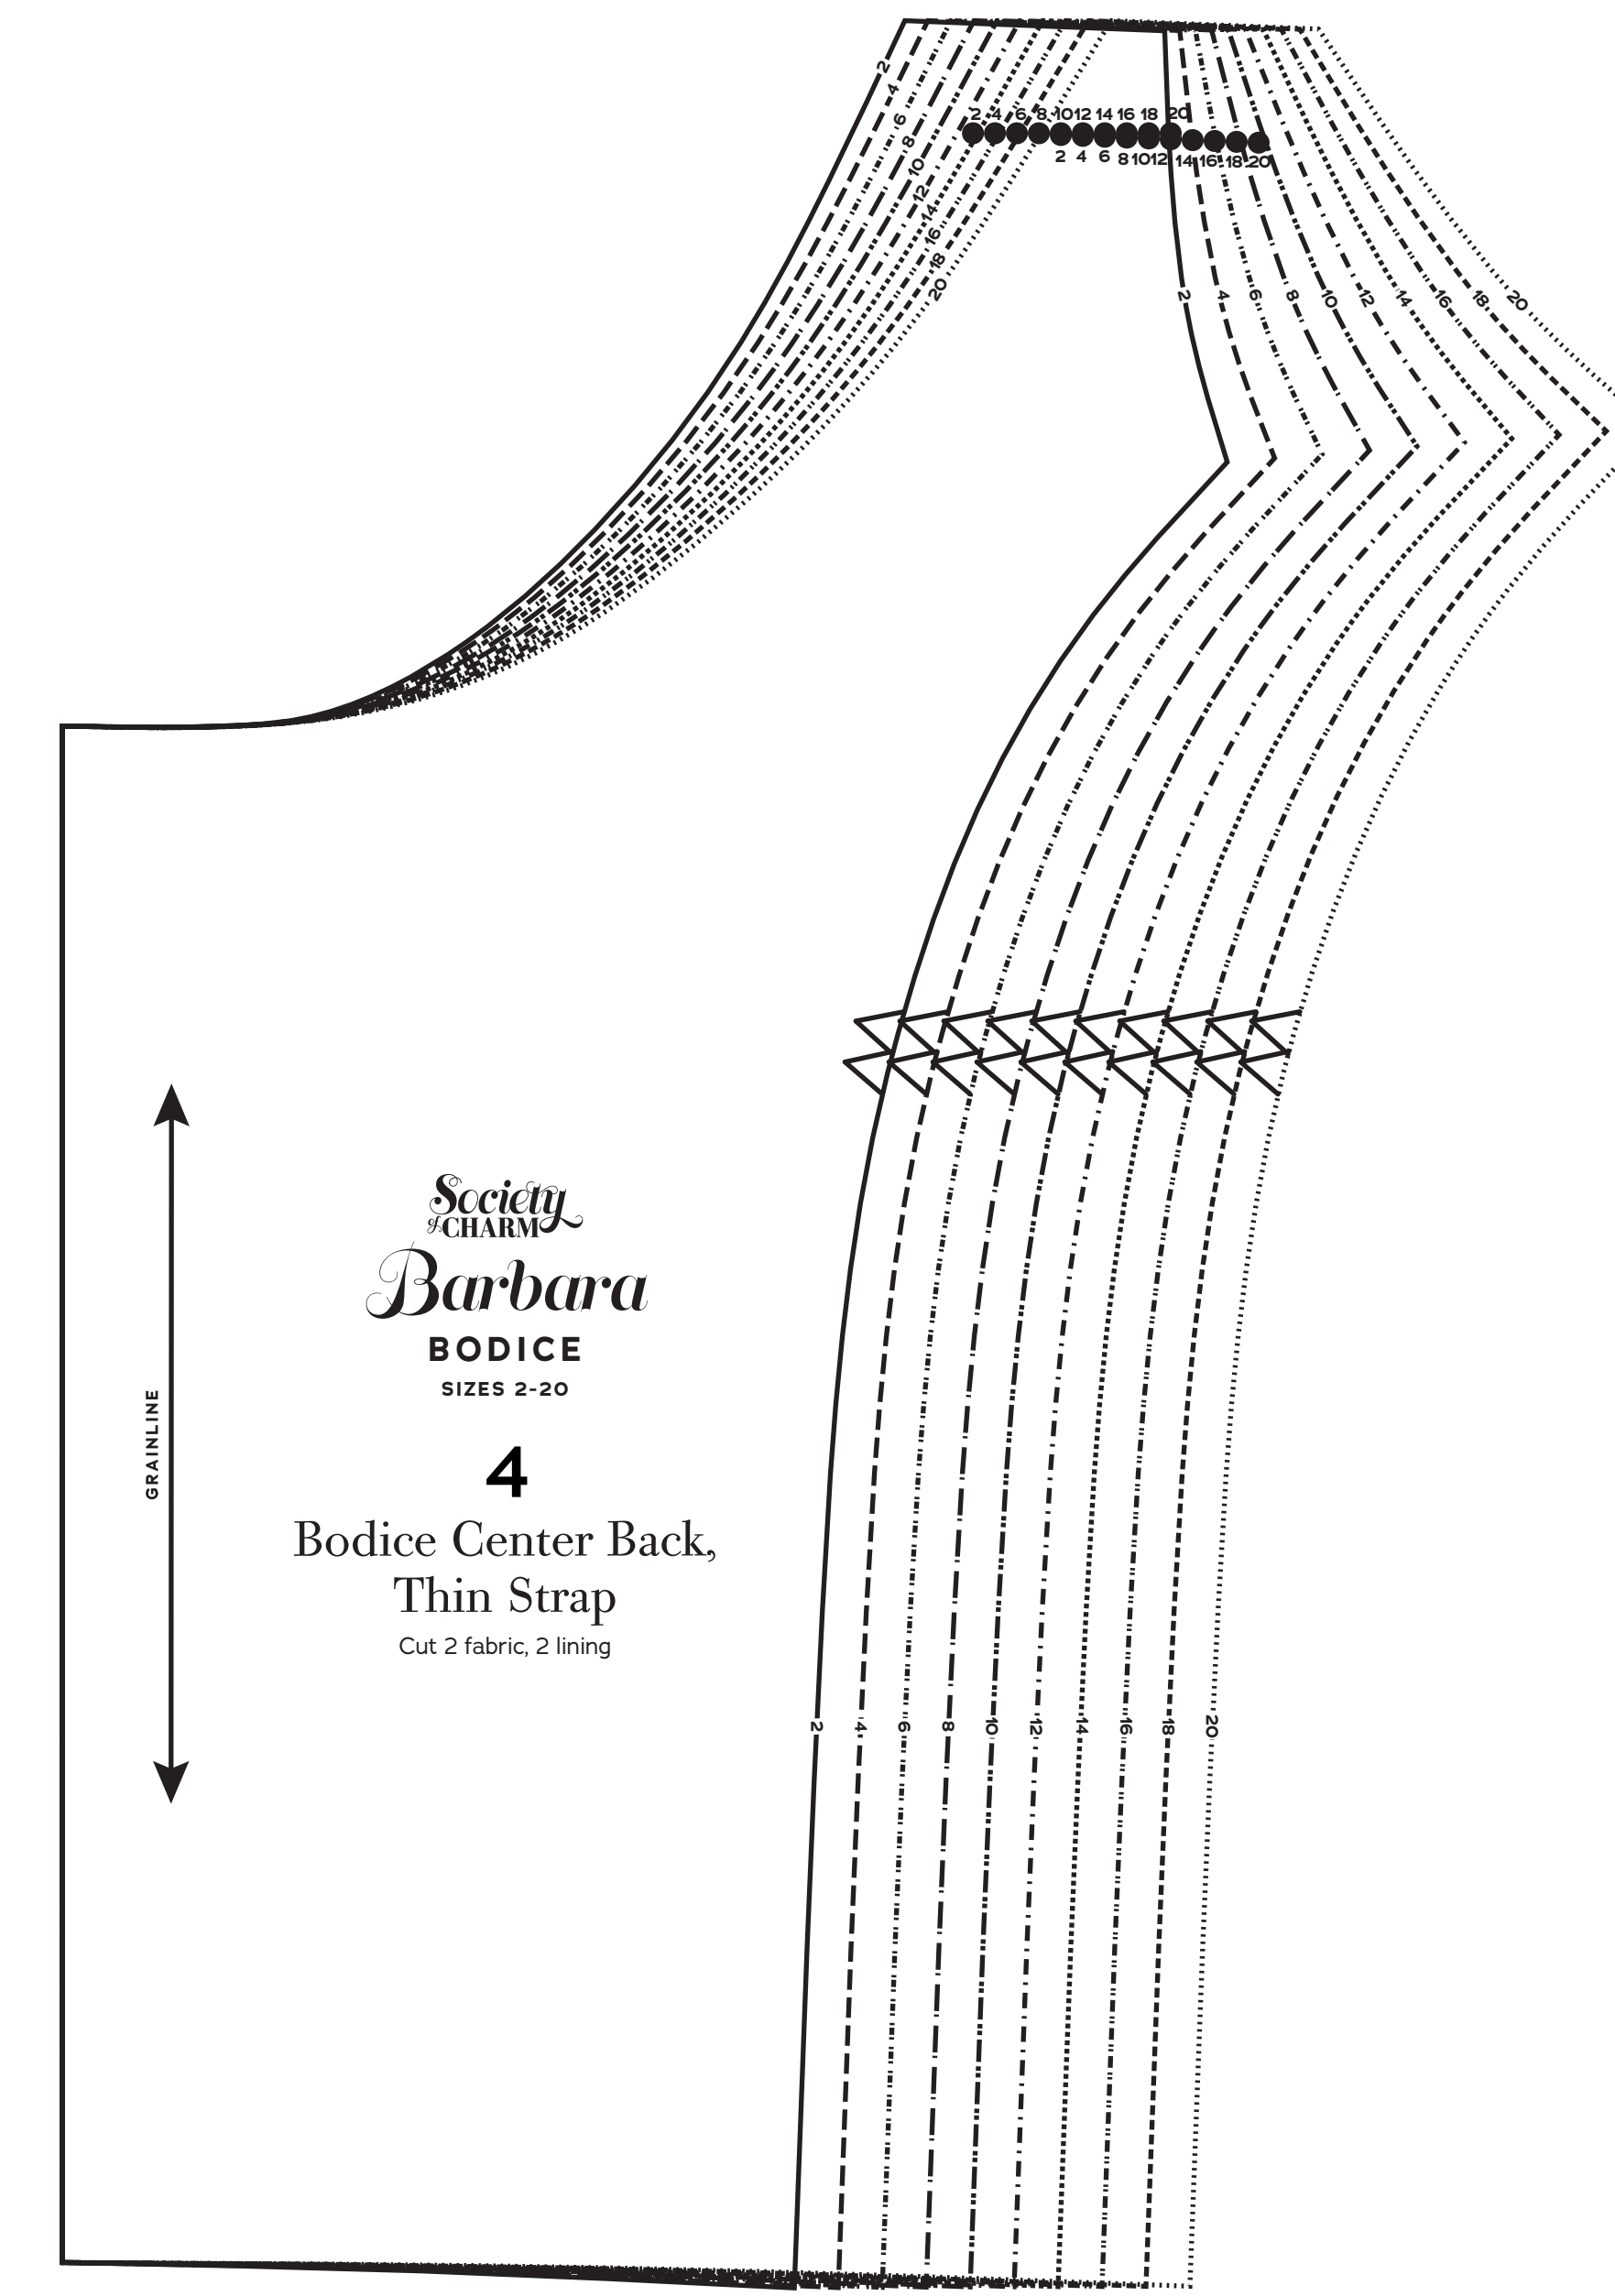 2
4
6
8
10
12
14
16
18
20
2 4 6 8 10 12 14 16 18 20
2 4 6 8 10 12 14 16 18 20
2 4 6 8 10 12 14 16 18 20
Society
of CHARM
Barbara
BODICE
SIZES 2-20
GRAINLINE
4
Bodice Center Back,
Thin Strap
Cut 2 fabric, 2 lining
2 4 6 8 10 12 14 16 18 20